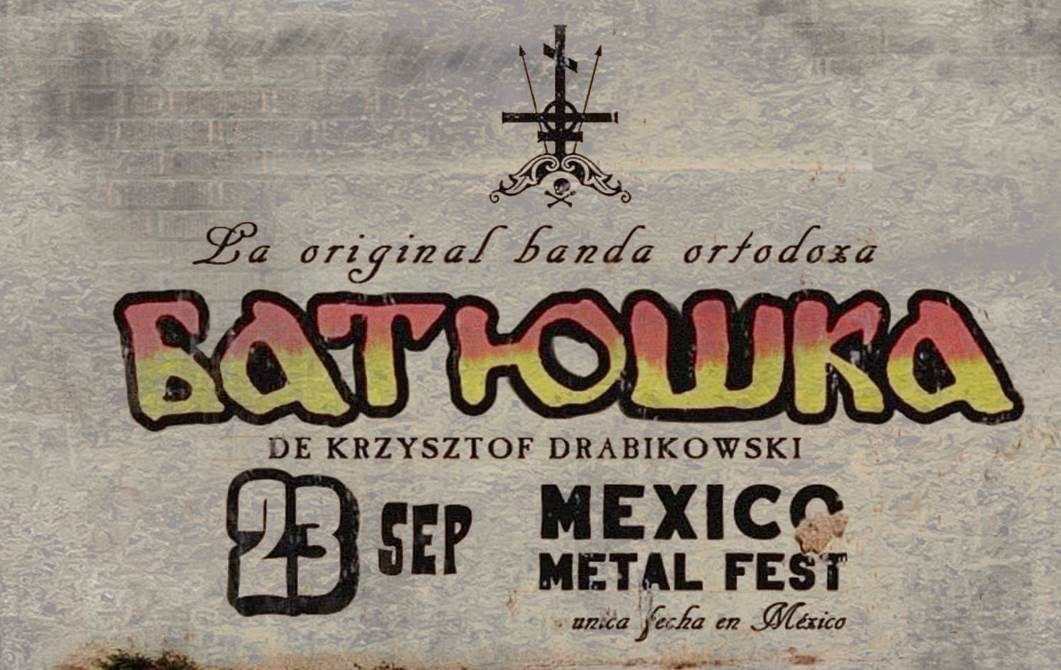 La original banda ortodoxa
БАТЮШКА
DE KRZYSZTOF DRABIKOWSKI
23 SEP
MEXICO
METAL FEST
unica fecha en México